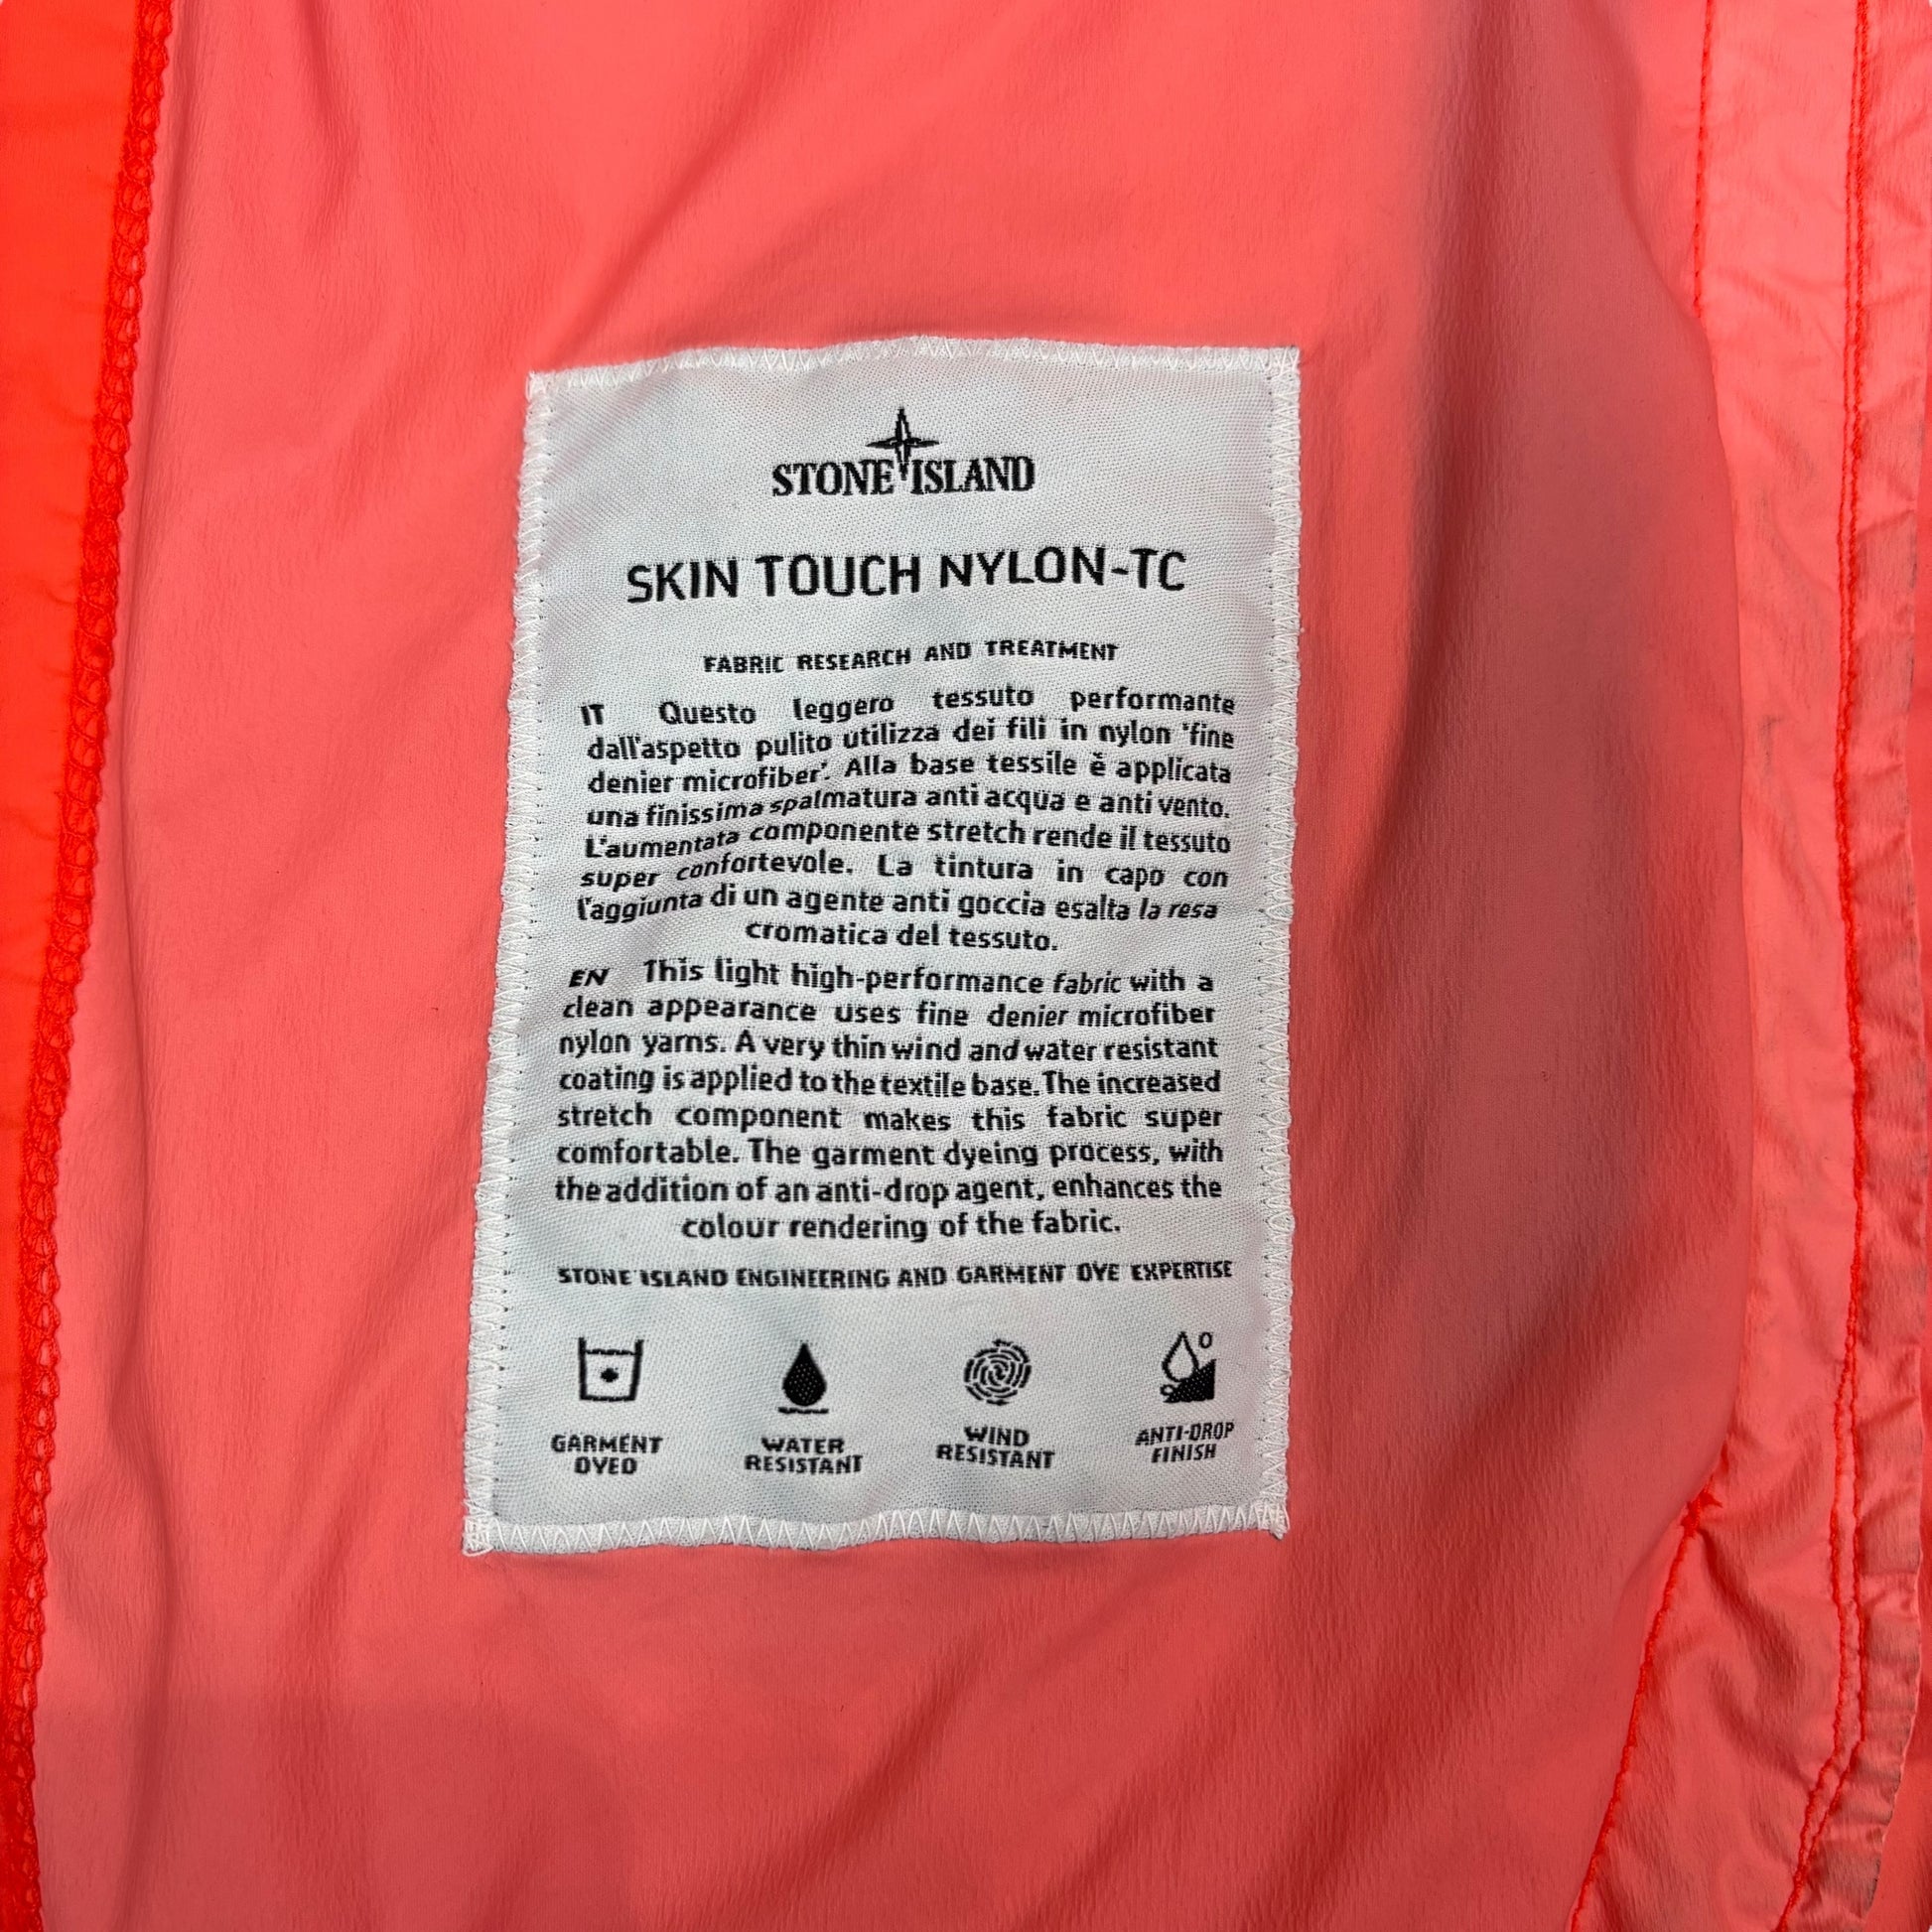 STONE ISLAND
SKIN TOUCH NYLON-TC
FABRIC RESEARCH AND TREATMENT
IT Questo leggero tessuto performante
dall'aspetto pulito utilizza dei fili in nylon 'fine
denier microfiber'. Alla base tessile è applicata
una finissima spalmatura anti acqua e anti vento.
L'aumentata componente stretch rende il tessuto
super confortevole. La tintura in capo con
l'aggiunta di un agente anti goccia esalta la resa
cromatica del tessuto.
EN This light high-performance fabric with a
clean appearance uses fine denier microfiber
nylon yarns. A very thin wind and water resistant
coating is applied to the textile base. The increased
stretch component makes this fabric super
comfortable. The garment dyeing process, with
the addition of an anti-drop agent, enhances the
colour rendering of the fabric.
STONE ISLAND ENGINEERING AND GARMENT DYE EXPERTISE
GARMENT
DYED
WATER
RESISTANT
WIND
RESISTANT
ANTI-DROP
FINISH